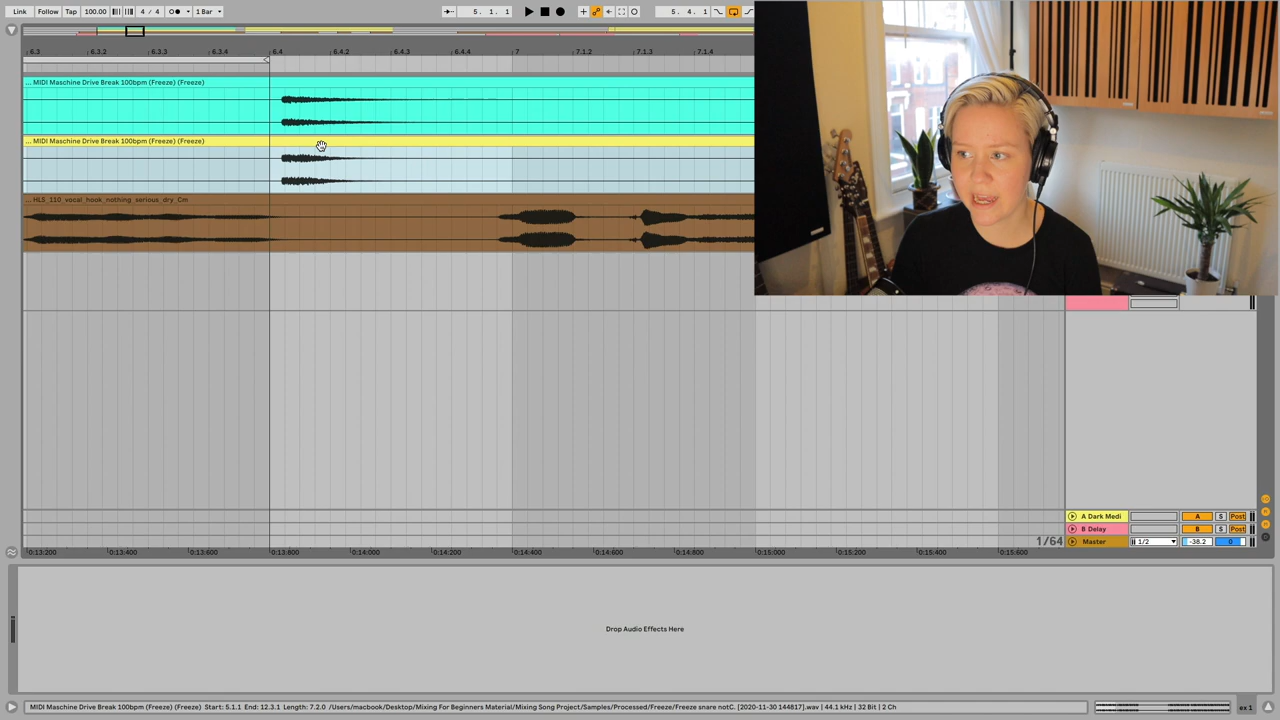 Link Follow Tap 100.00 4 / 4 1 Bar 5. 1. 1 5. 4. 1
6.3 6.3.2 6.3.3 6.3.4 6.4 6.4.2 6.4.3 6.4.4 7 7.1.2 7.1.3 7.1.4
... MIDI Maschine Drive Break 100bpm (Freeze) (Freeze)
... MIDI Maschine Drive Break 100bpm (Freeze) (Freeze)
... HLS_110_vocal_hook_nothing_serious_dry_Cm
A Dark Medi A S Post
B Delay B S Post
Master 1/2 -38.2 0
1/64
0:13:200 0:13:400 0:13:600 0:13:800 0:14:000 0:14:200 0:14:400 0:14:600 0:14:800 0:15:000 0:15:200 0:15:400 0:15:600
Drop Audio Effects Here
MIDI Maschine Drive Break 100bpm (Freeze) (Freeze) Start: 5.1.1 End: 12.3.1 Length: 7.2.0 /Users/macbook/Desktop/Mixing For Beginners Material/Mixing Song Project/Samples/Processed/Freeze/Freeze snare notC. [2020-11-30 144817].wav | 44.1 kHz | 32 Bit | 2 Ch
ex 1